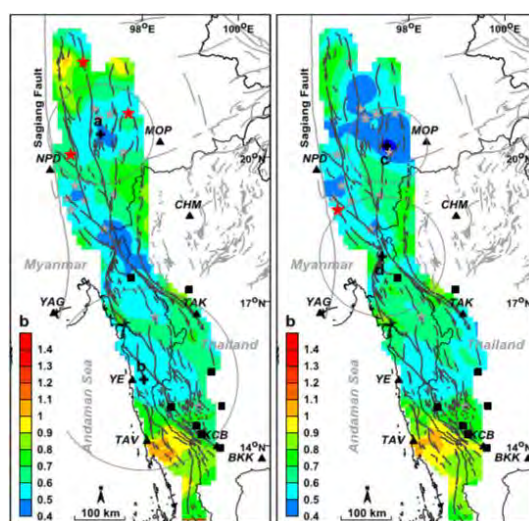 98°E
100°E
98°E
100°E
Sagiang Fault
a
MOP
NPD
20°N
CHM
Myanmar
17°N
YAG
TAK
b
1.4
1.3
1.2
1.1
1
0.9
0.8
0.7
0.6
0.5
0.4
Thailand
Andaman Sea
b
YE
TAV
KCB
14°N
BKK
100 km
Sagiang Fault
MOP
c
NPD
20°N
CHM
d
Myanmar
17°N
YAG
TAK
b
1.4
1.3
1.2
1.1
1
0.9
0.8
0.7
0.6
0.5
0.4
Thailand
Andaman Sea
YE
TAV
KCB
14°N
BKK
100 km